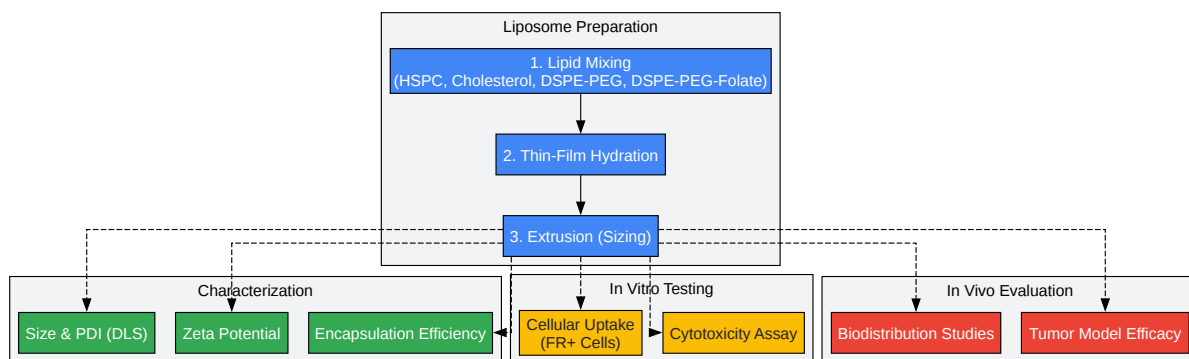 Liposome Preparation
1. Lipid Mixing
(HSPC, Cholesterol, DSPE-PEG, DSPE-PEG-Folate)
2. Thin-Film Hydration
3. Extrusion (Sizing)
Characterization
Size & PDI (DLS)
Zeta Potential
Encapsulation Efficiency
In Vitro Testing
Cellular Uptake
(FR+ Cells)
Cytotoxicity Assay
In Vivo Evaluation
Biodistribution Studies
Tumor Model Efficacy